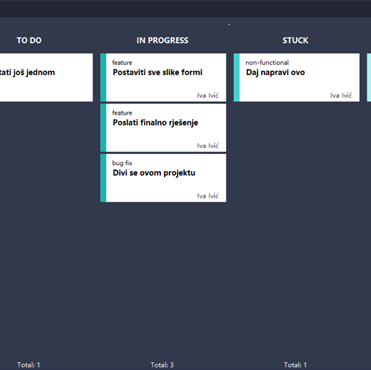 TO DO
tati još jednom
Total: 1
IN PROGRESS
feature
Postaviti sve slike formi
Iva Ivić
feature
Poslati finalno rješenje
Iva Ivić
bug fix
Divi se ovom projektu
Iva Ivić
Total: 3
STUCK
non-functional
Daj napravi ovo
Iva Ivić
Total: 1